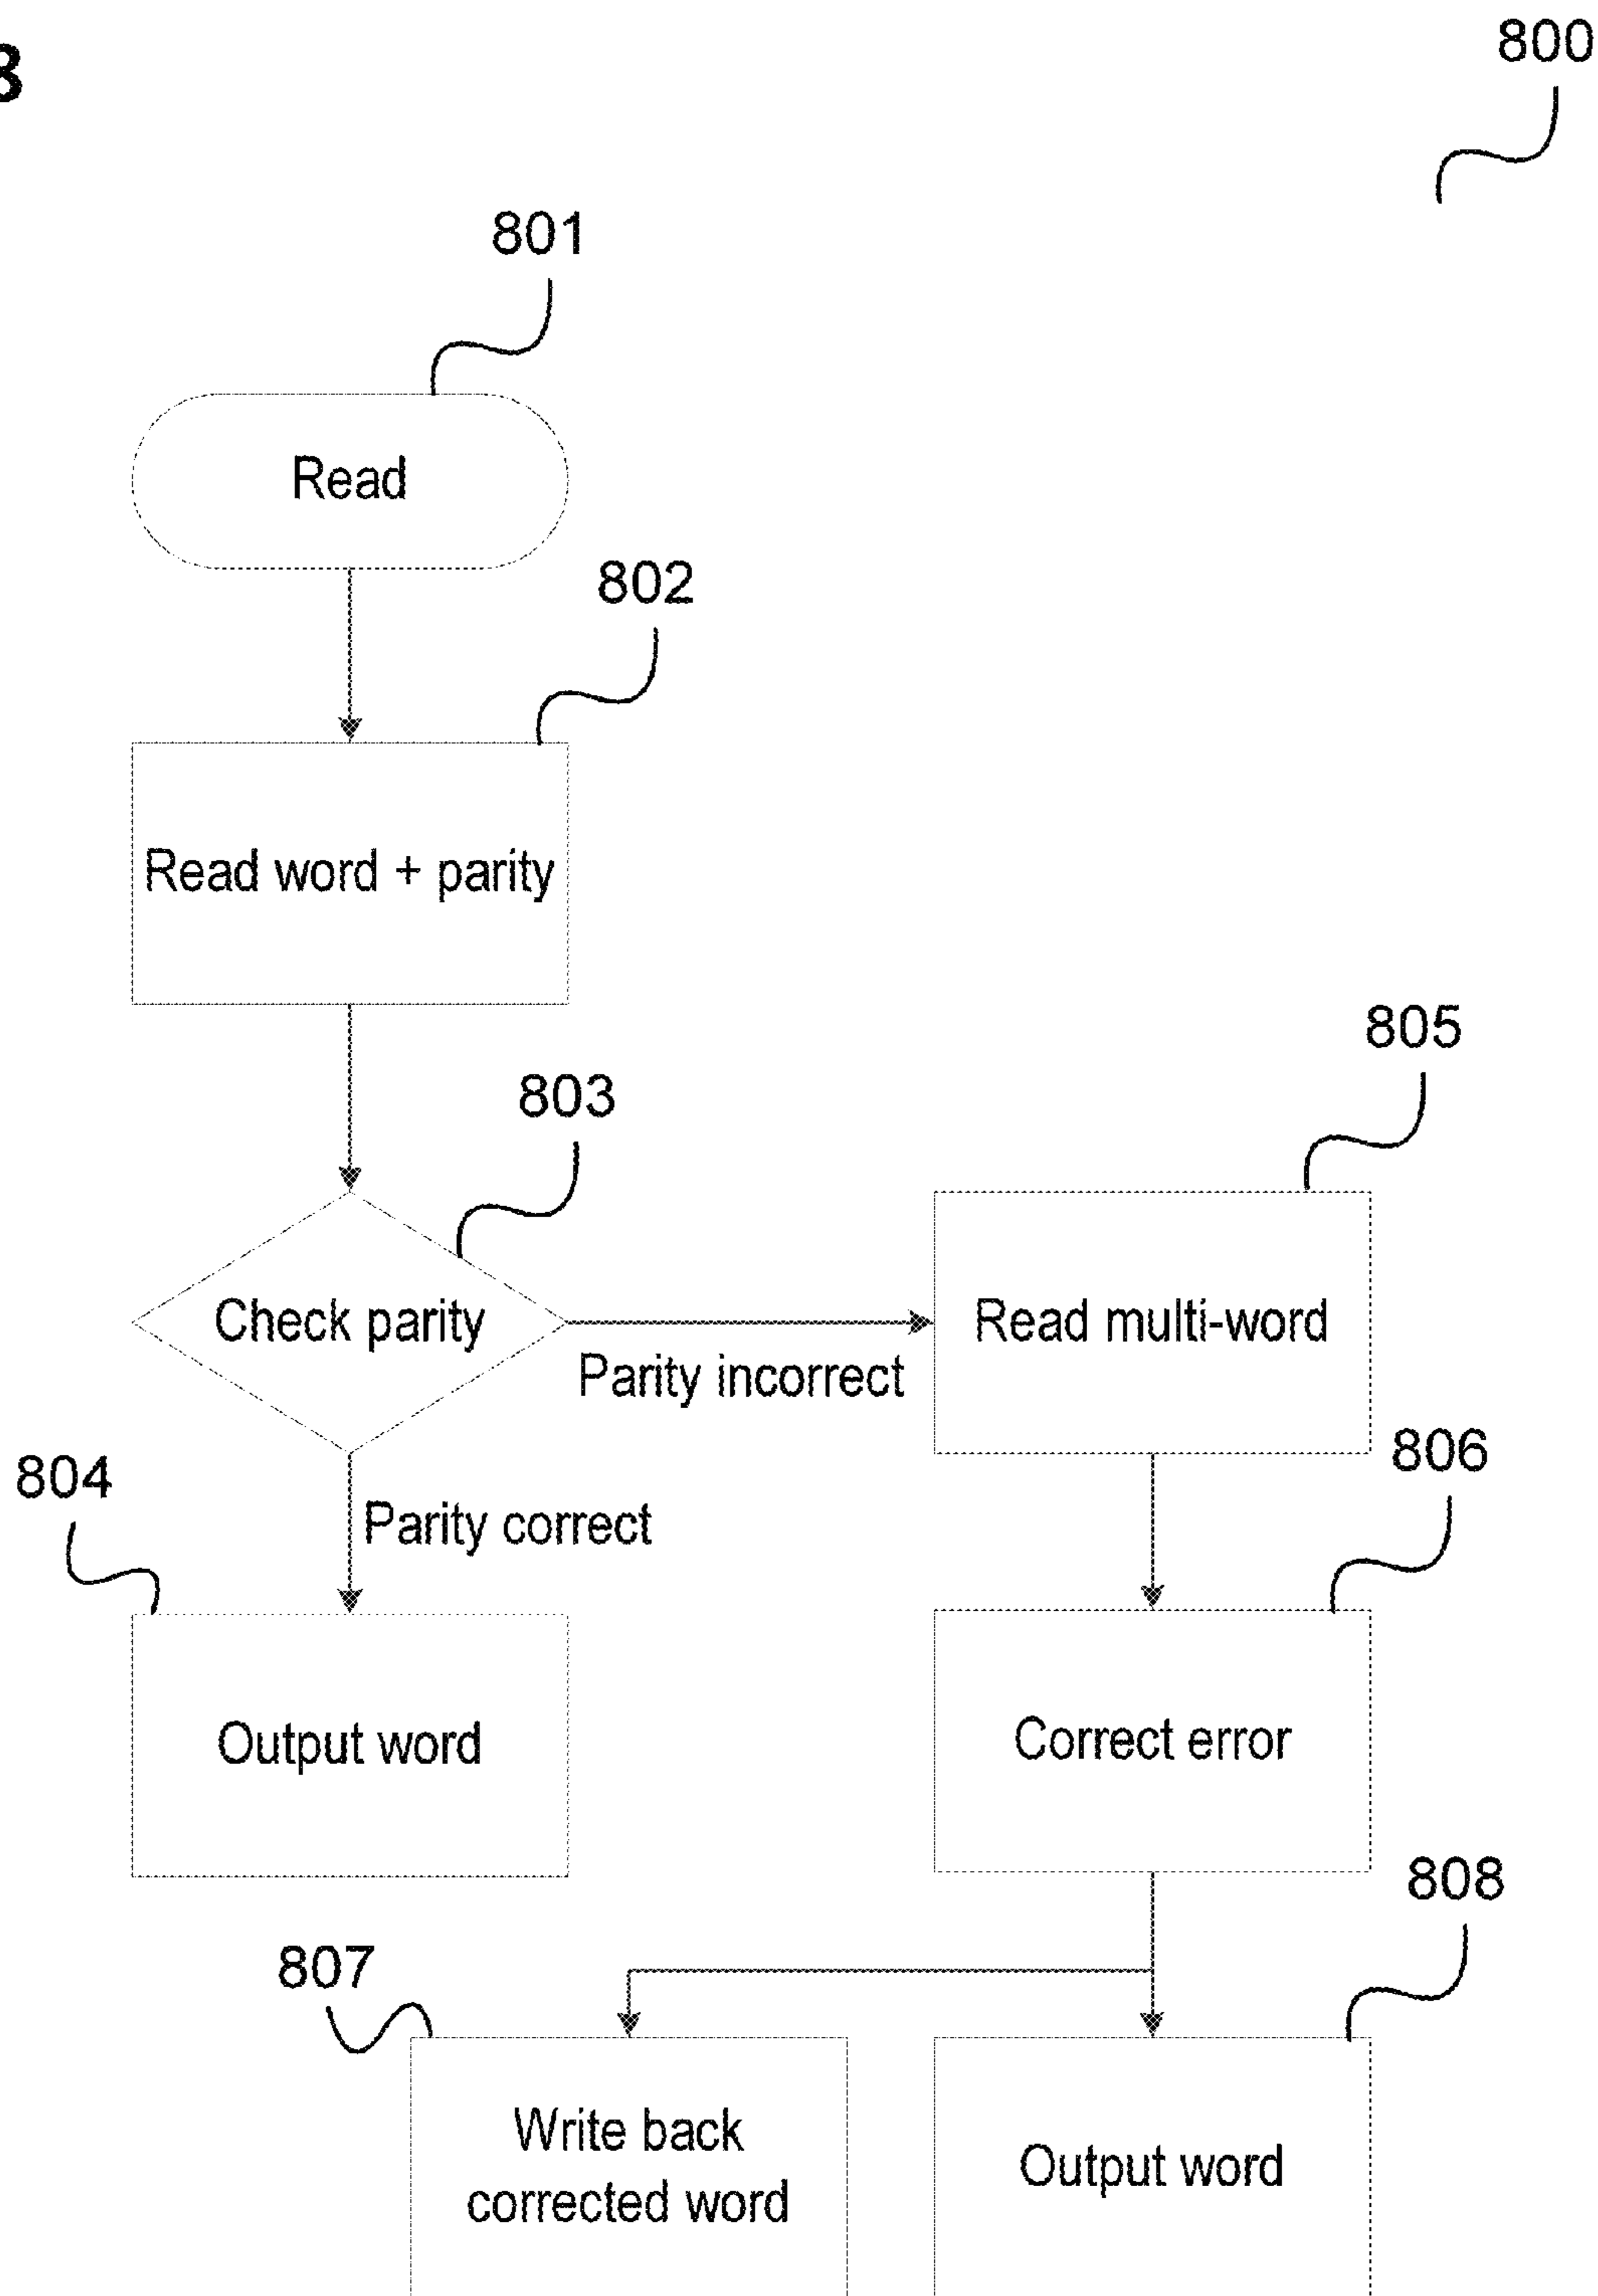 8
800
801
Read
802
Read word + parity
805
803
Check parity
Read multi-word
Parity incorrect
806
804
Parity correct
Output word
Correct error
808
807
Write back
corrected word
Output word